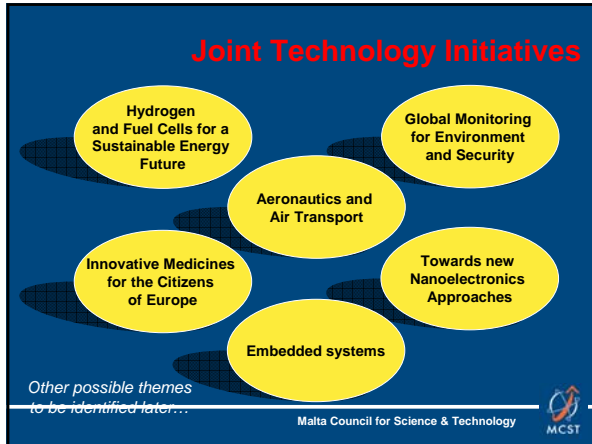 Joint Technology Initiatives
Hydrogen
and Fuel Cells for a
Sustainable Energy
Future
Global Monitoring
for Environment
and Security
Aeronautics and
Air Transport
Innovative Medicines
for the Citizens
of Europe
Towards new
Nanoelectronics
Approaches
Embedded systems
Other possible themes
to be identified later…
Malta Council for Science & Technology
MCST